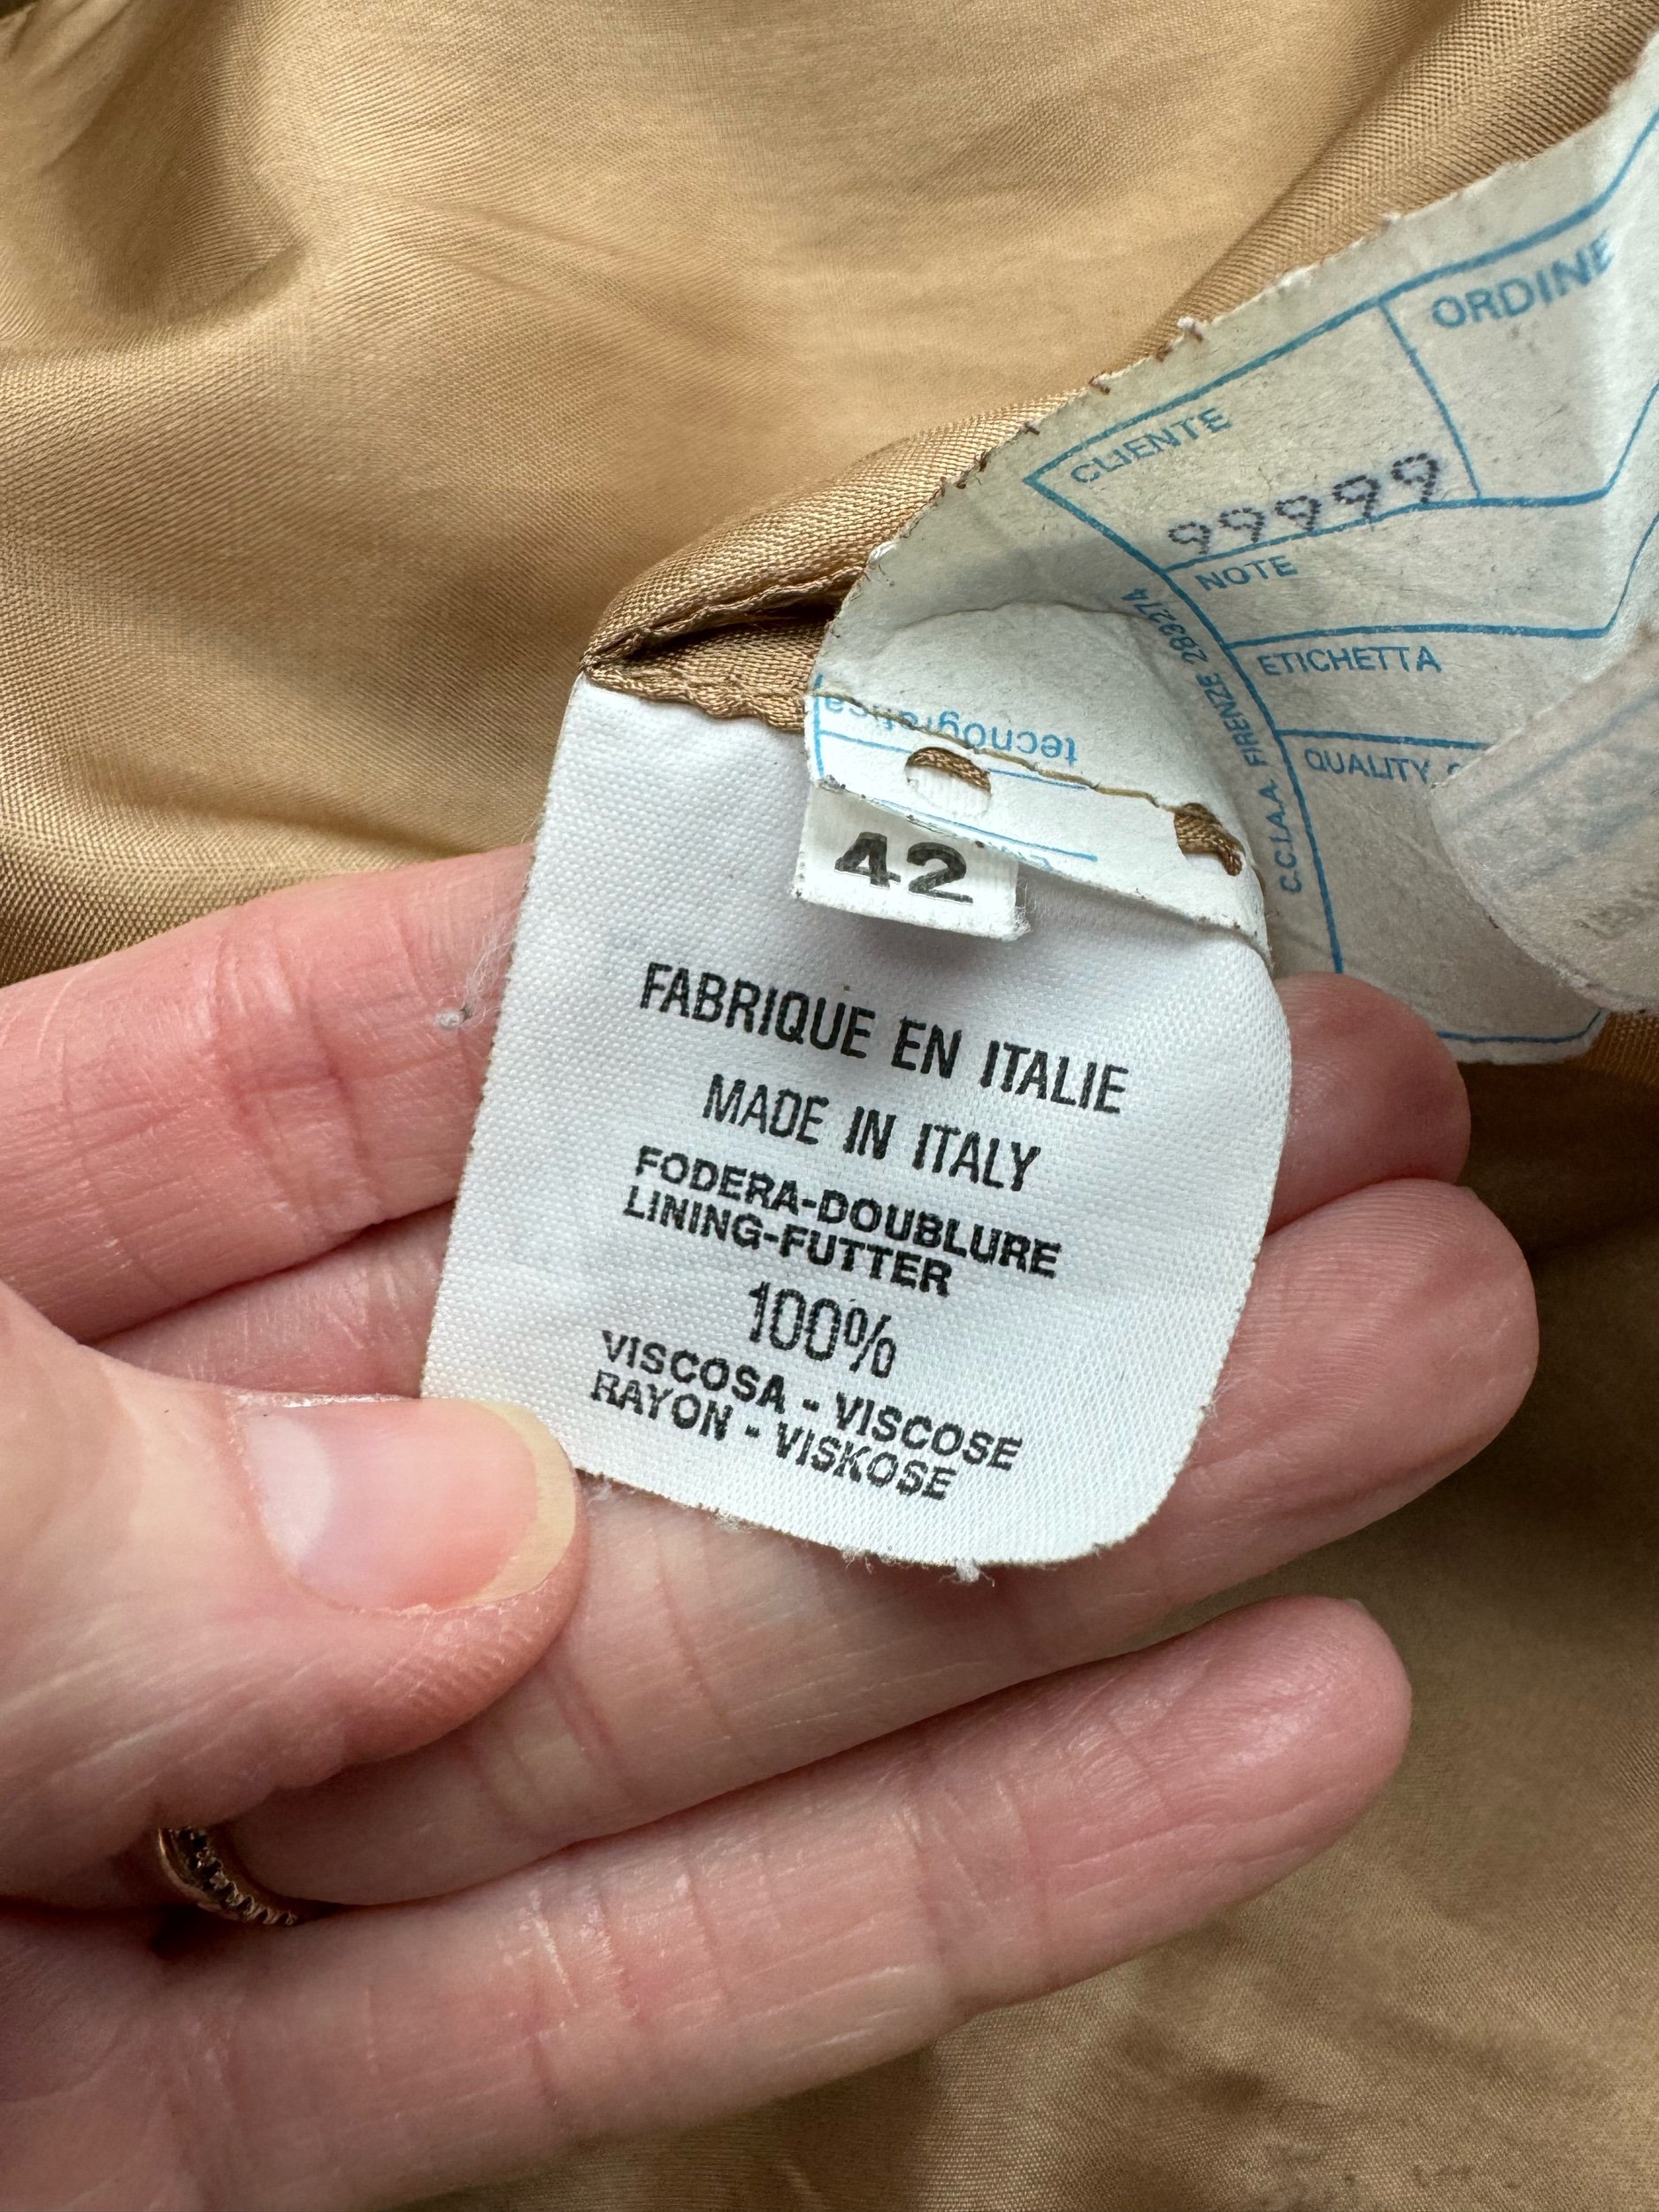 ORDINE
CLIENTE
99999
NOTE
ETICHETTA
QUALITY
C.C.I.A.A. FIRENZE 283274
tecnografica
42
FABRIQUE EN ITALIE
MADE IN ITALY
FODERA-DOUBLURE
LINING-FUTTER
100%
VISCOSA - VISCOSE
RAYON - VISKOSE